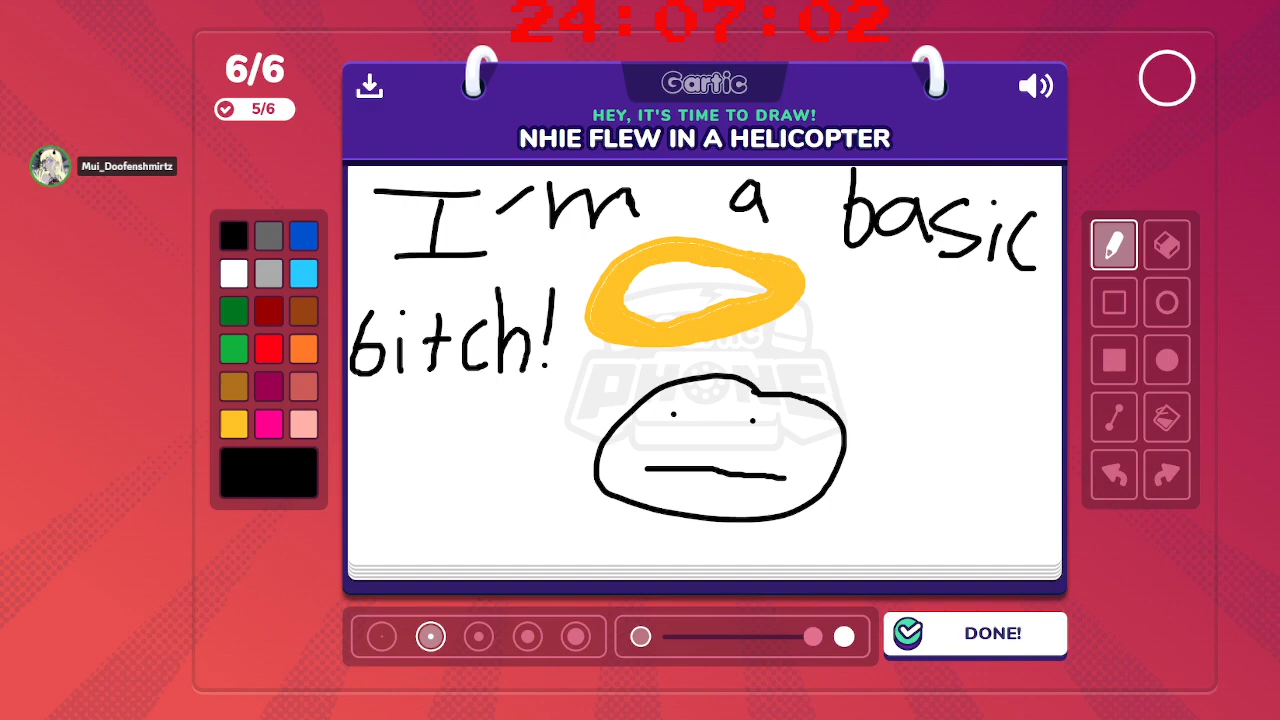 24:07:02
6/6
5/6
Gartic
HEY, IT'S TIME TO DRAW!
NHIE FLEW IN A HELICOPTER
Mui_Doofenshmirtz
I'm a basic
bitch!
PHONE
DONE!